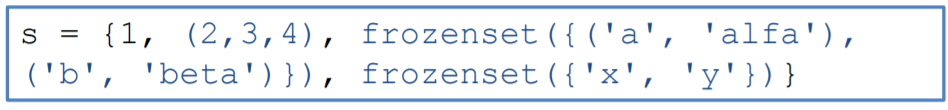 s = {1, (2,3,4), frozenset({('a', 'alfa'),
('b', 'beta')}), frozenset({'x', 'y'})}